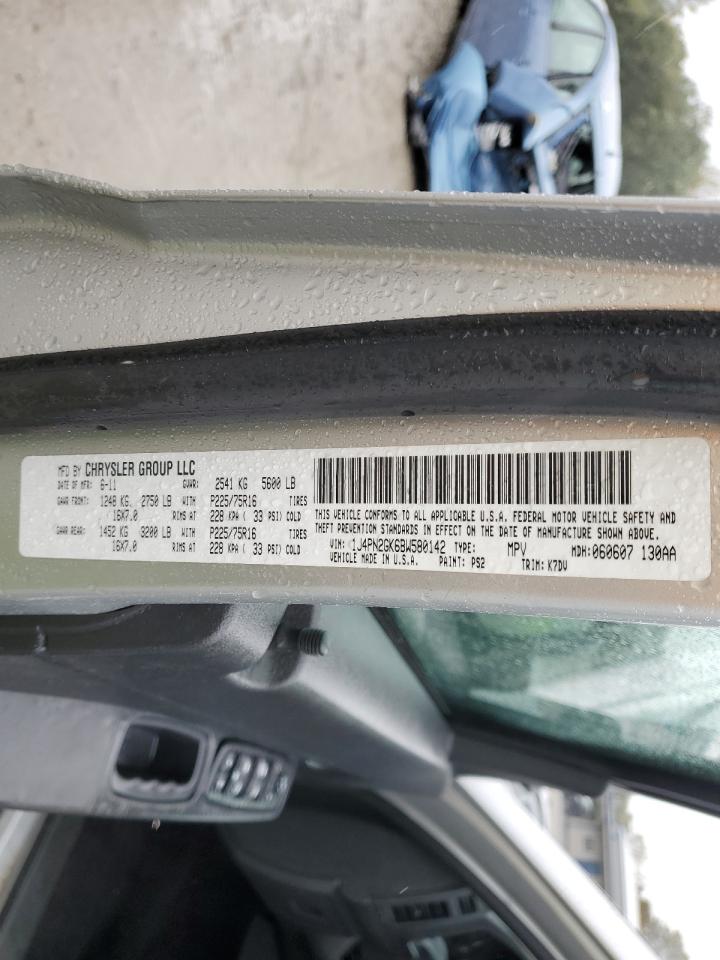 MFD BY CHRYSLER GROUP LLC
DATE OF MFR: 6-11 GVWR: 2541 KG 5600 LB
GAWR FRONT: 1248 KG 2750 LB WITH P225/75R16 TIRES
16X7.0 RIMS AT 228 KPA ( 33 PSI) COLD
GAWR REAR: 1452 KG 3200 LB WITH P225/75R16 TIRES
16X7.0 RIMS AT 228 KPA ( 33 PSI) COLD
THIS VEHICLE CONFORMS TO ALL APPLICABLE U.S.A. FEDERAL MOTOR VEHICLE SAFETY AND
THEFT PREVENTION STANDARDS IN EFFECT ON THE DATE OF MANUFACTURE SHOWN ABOVE.
VIN: 1J4PN2GK6BW580142 TYPE: MPV MDH: 060607 130AA
VEHICLE MADE IN U.S.A. PAINT: PS2 TRIM: K7DV